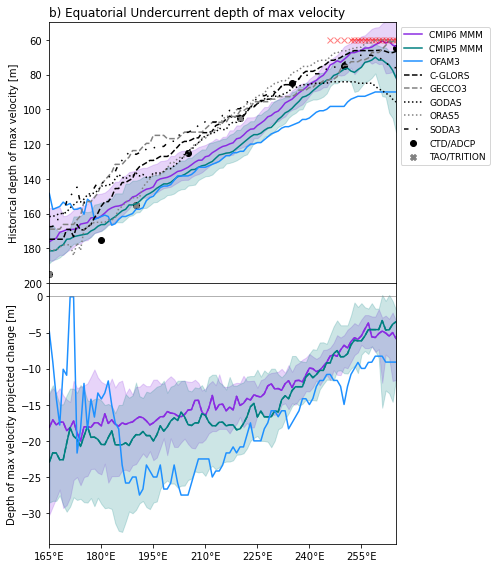 b) Equatorial Undercurrent depth of max velocity
Historical depth of max velocity [m]
60
80
100
120
140
160
180
200
CMIP6 MMM
CMIP5 MMM
OFAM3
C-GLORS
GECCO3
GODAS
ORAS5
SODA3
CTD/ADCP
TAO/TRITION
Depth of max velocity projected change [m]
0
−5
−10
−15
−20
−25
−30
165°E 180°E 195°E 210°E 225°E 240°E 255°E